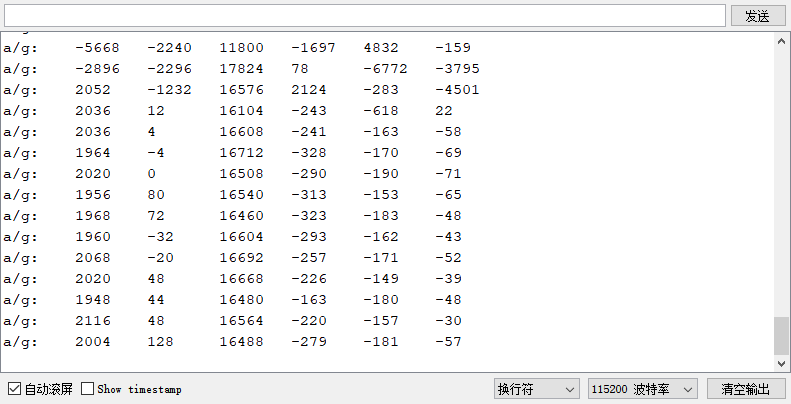 发送
a/g: -5668 -2240 11800 -1697 4832 -159
a/g: -2896 -2296 17824 78 -6772 -3795
a/g: 2052 -1232 16576 2124 -283 -4501
a/g: 2036 12 16104 -243 -618 22
a/g: 2036 4 16608 -241 -163 -58
a/g: 1964 -4 16712 -328 -170 -69
a/g: 2020 0 16508 -290 -190 -71
a/g: 1956 80 16540 -313 -153 -65
a/g: 1968 72 16460 -323 -183 -48
a/g: 1960 -32 16604 -293 -162 -43
a/g: 2068 -20 16692 -257 -171 -52
a/g: 2020 48 16668 -226 -149 -39
a/g: 1948 44 16480 -163 -180 -48
a/g: 2116 48 16564 -220 -157 -30
a/g: 2004 128 16488 -279 -181 -57
自动滚屏 Show timestamp 换行符 115200 波特率 清空输出